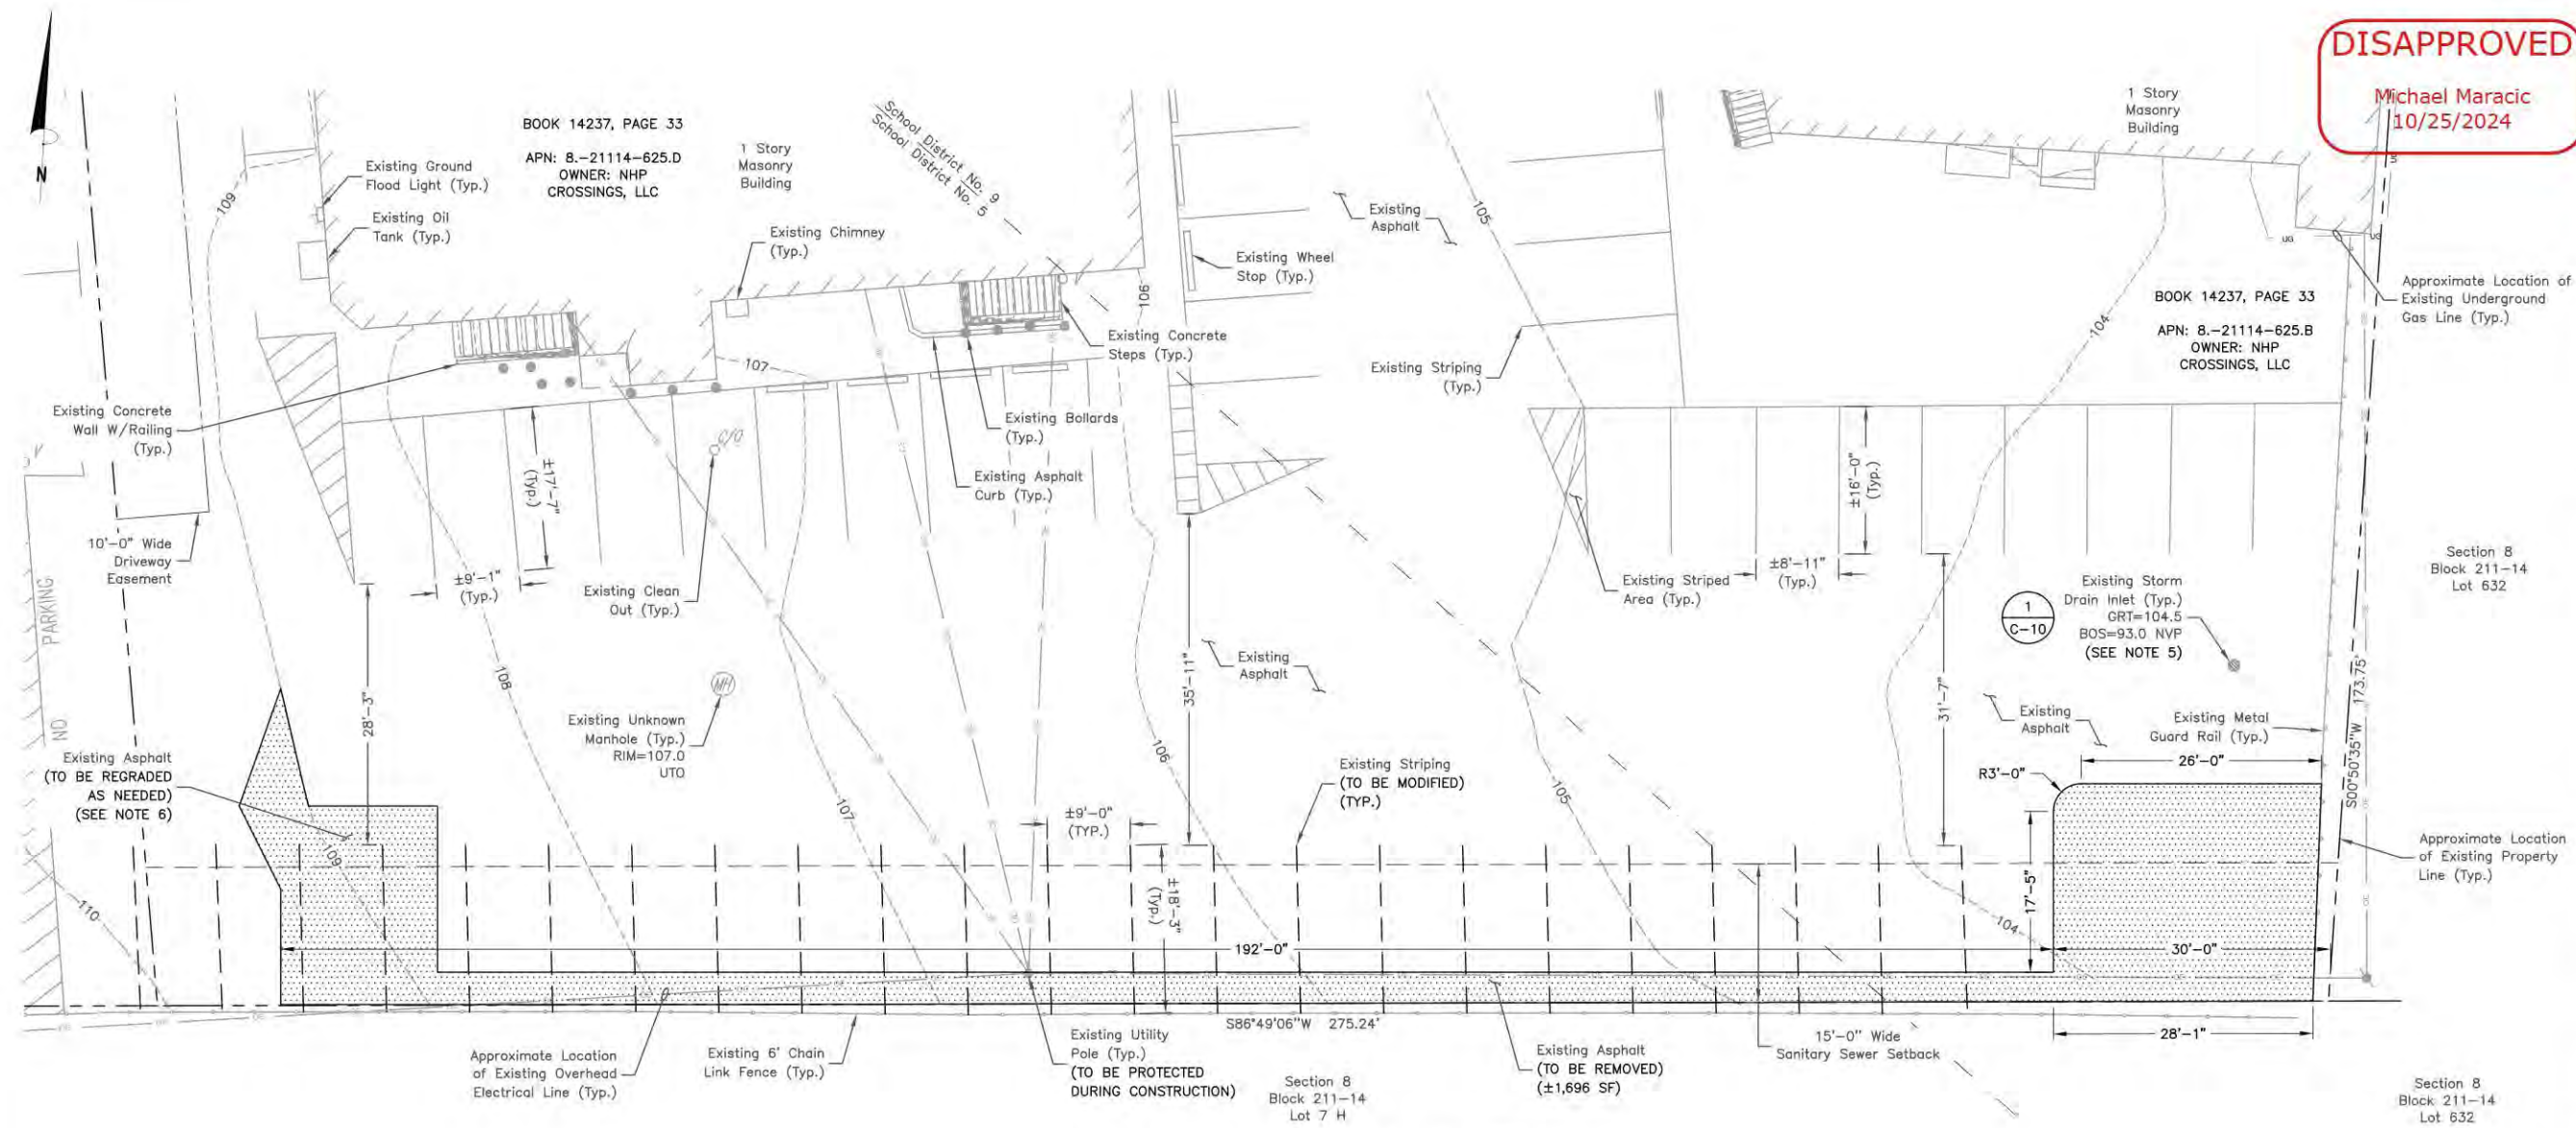 DISAPPROVED
Michael Maracic
10/25/2024
N
109
Existing Ground
Flood Light (Typ.)
Existing Oil
Tank (Typ.)
BOOK 14237, PAGE 33
APN: 8.-21114-625.D
OWNER: NHP
CROSSINGS, LLC
1 Story
Masonry
Building
School District No. 9
School District No. 5
Existing Chimney
(Typ.)
106
Existing Concrete
Steps (Typ.)
107
Existing Wheel
Stop (Typ.)
Existing
Asphalt
105
Existing Striping
(Typ.)
1 Story
Masonry
Building
UG
UG
Approximate Location of
Existing Underground
Gas Line (Typ.)
BOOK 14237, PAGE 33
APN: 8.-21114-625.B
OWNER: NHP
CROSSINGS, LLC
104
Existing Concrete
Wall W/Railing
(Typ.)
C/O
Existing Bollards
(Typ.)
Existing Asphalt
Curb (Typ.)
±17'-7"
(Typ.)
±16'-0"
(Typ.)
10'-0" Wide
Driveway
Easement
±9'-1"
(Typ.)
Existing Clean
Out (Typ.)
Existing Striped
Area (Typ.)
±8'-11"
(Typ.)
1
C-10
Existing Storm
Drain Inlet (Typ.)
GRT=104.5
BOS=93.0 NVP
(SEE NOTE 5)
Section 8
Block 211-14
Lot 632
NO PARKING
28'-3"
108
MH
Existing Unknown
Manhole (Typ.)
RIM=107.0
UTO
35'-11"
Existing
Asphalt
31'-7"
Existing
Asphalt
Existing Metal
Guard Rail (Typ.)
S00°50'35"W 173.75'
Existing Asphalt
(TO BE REGRADED
AS NEEDED)
(SEE NOTE 6)
107
106
Existing Striping
(TO BE MODIFIED)
(TYP.)
105
R3'-0"
26'-0"
±9'-0"
(TYP.)
109
110
±18'-3"
(Typ.)
17'-5"
Approximate Location
of Existing Property
Line (Typ.)
192'-0"
104
30'-0"
S86°49'06"W 275.24'
28'-1"
Approximate Location
of Existing Overhead
Electrical Line (Typ.)
Existing 6' Chain
Link Fence (Typ.)
Existing Utility
Pole (Typ.)
(TO BE PROTECTED
DURING CONSTRUCTION)
Section 8
Block 211-14
Lot 7 H
Existing Asphalt
(TO BE REMOVED)
(±1,696 SF)
15'-0" Wide
Sanitary Sewer Setback
Section 8
Block 211-14
Lot 632